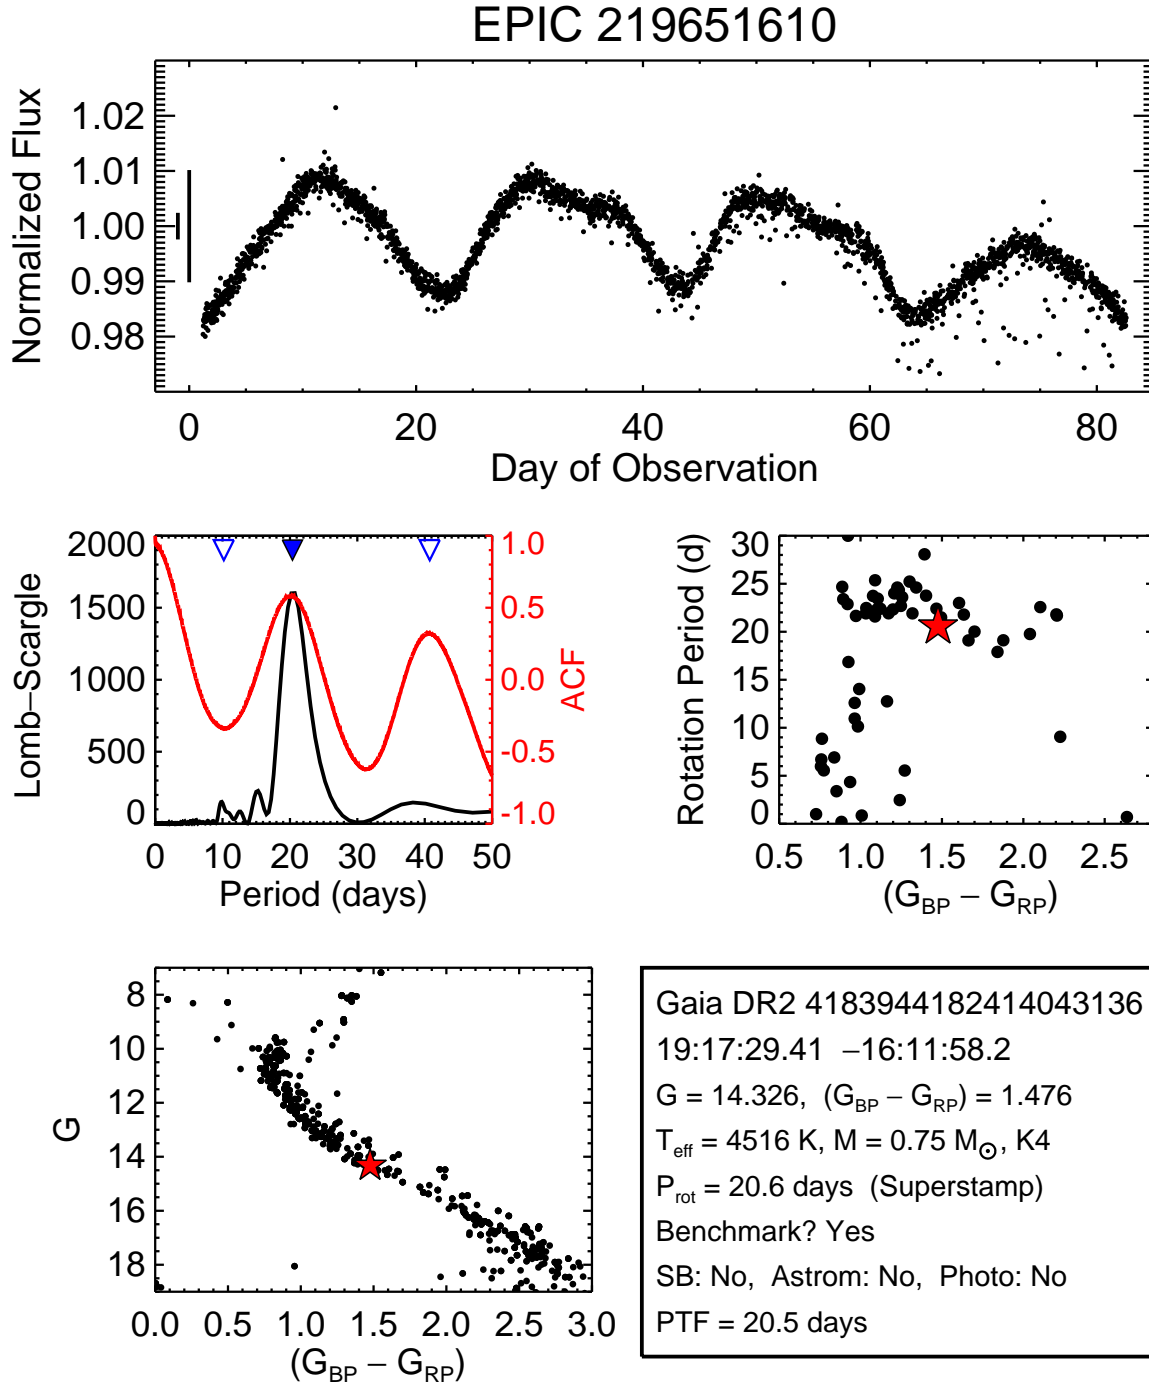 EPIC 219651610
Normalized Flux
1.02
1.01
1.00
0.99
0.98
0 20 40 60 80
Day of Observation
Lomb−Scargle
2000
1500
1000
500
0
1.0
0.5
0.0
-0.5
-1.0
ACF
0 10 20 30 40 50
Period (days)
Rotation Period (d)
30
25
20
15
10
5
0
0.5 1.0 1.5 2.0 2.5
(G_BP − G_RP)
G
8
10
12
14
16
18
0.0 0.5 1.0 1.5 2.0 2.5 3.0
(G_BP − G_RP)
Gaia DR2 4183944182414043136
19:17:29.41 −16:11:58.2
G = 14.326, (G_BP − G_RP) = 1.476
T_eff = 4516 K, M = 0.75 M_⊙, K4
P_rot = 20.6 days (Superstamp)
Benchmark? Yes
SB: No, Astrom: No, Photo: No
PTF = 20.5 days